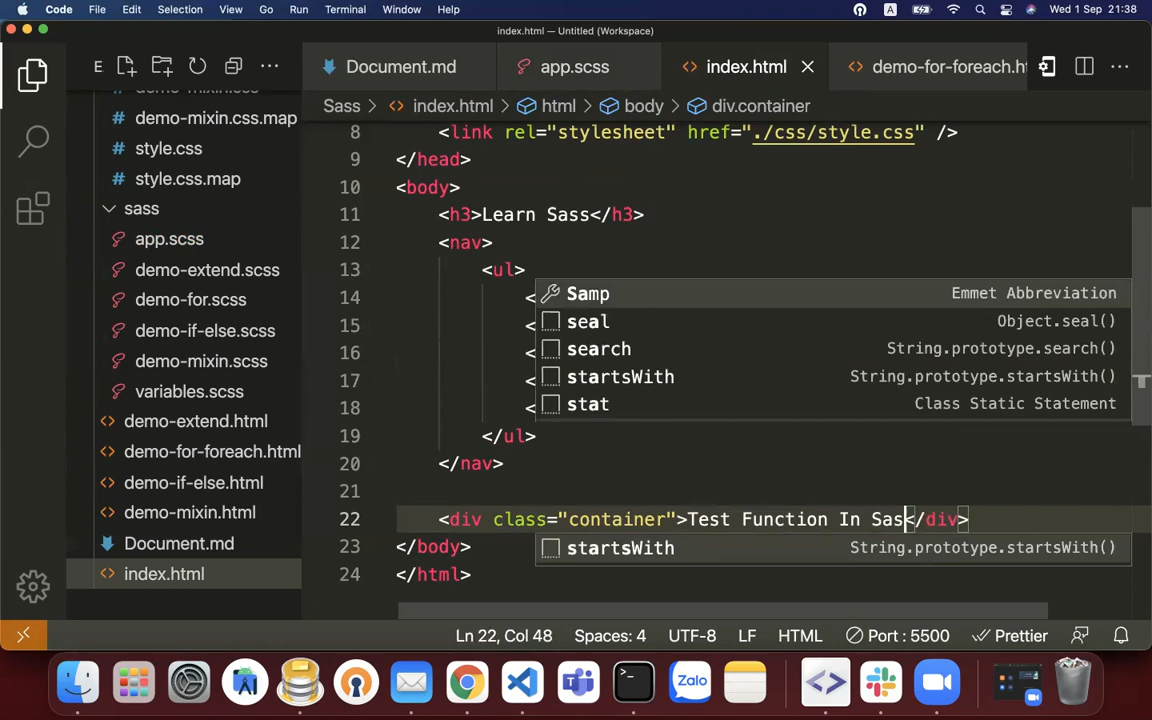 Code File Edit Selection View Go Run Terminal Window Help
A
Wed 1 Sep 21:38
index.html — Untitled (Workspace)
E
Document.md
app.scss
index.html
demo-for-foreach.ht
Sass > index.html > html > body > div.container
demo-mixin.css
demo-mixin.css.map
style.css
style.css.map
sass
app.scss
demo-extend.scss
demo-for.scss
demo-if-else.scss
demo-mixin.scss
variables.scss
demo-extend.html
demo-for-foreach.html
demo-if-else.html
demo-mixin.html
Document.md
index.html
8 <link rel="stylesheet" href="./css/style.css" />
9 </head>
10 <body>
11 <h3>Learn Sass</h3>
12 <nav>
13 <ul>
14 <
15 <
16 <
17 <
18 <
19 </ul>
20 </nav>
21
22 <div class="container">Test Function In Sas</div>
23 </body>
24 </html>
Samp Emmet Abbreviation
seal Object.seal()
search String.prototype.search()
startsWith String.prototype.startsWith()
stat Class Static Statement
startsWith String.prototype.startsWith()
Ln 22, Col 48 Spaces: 4 UTF-8 LF HTML Port : 5500 Prettier
Zalo